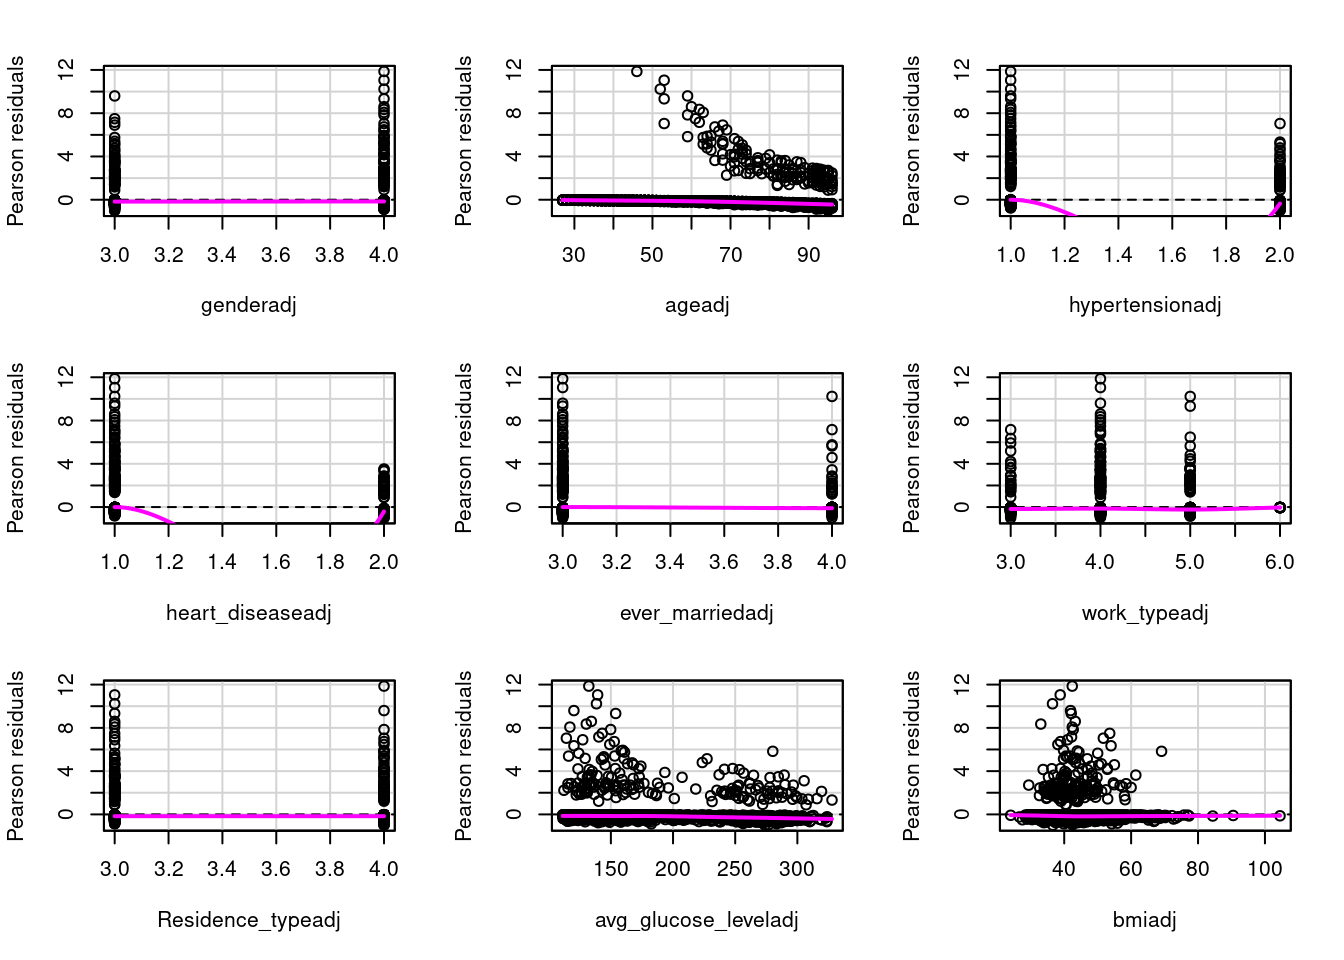 Pearson residuals
12
8
4
0
3.0 3.2 3.4 3.6 3.8 4.0
genderadj
Pearson residuals
12
8
4
0
30 50 70 90
ageadj
Pearson residuals
12
8
4
0
1.0 1.2 1.4 1.6 1.8 2.0
hypertensionadj
Pearson residuals
12
8
4
0
1.0 1.2 1.4 1.6 1.8 2.0
heart_diseaseadj
Pearson residuals
12
8
4
0
3.0 3.2 3.4 3.6 3.8 4.0
ever_marriedadj
Pearson residuals
12
8
4
0
3.0 4.0 5.0 6.0
work_typeadj
Pearson residuals
12
8
4
0
3.0 3.2 3.4 3.6 3.8 4.0
Residence_typeadj
Pearson residuals
12
8
4
0
150 200 250 300
avg_glucose_leveladj
Pearson residuals
12
8
4
0
40 60 80 100
bmiadj